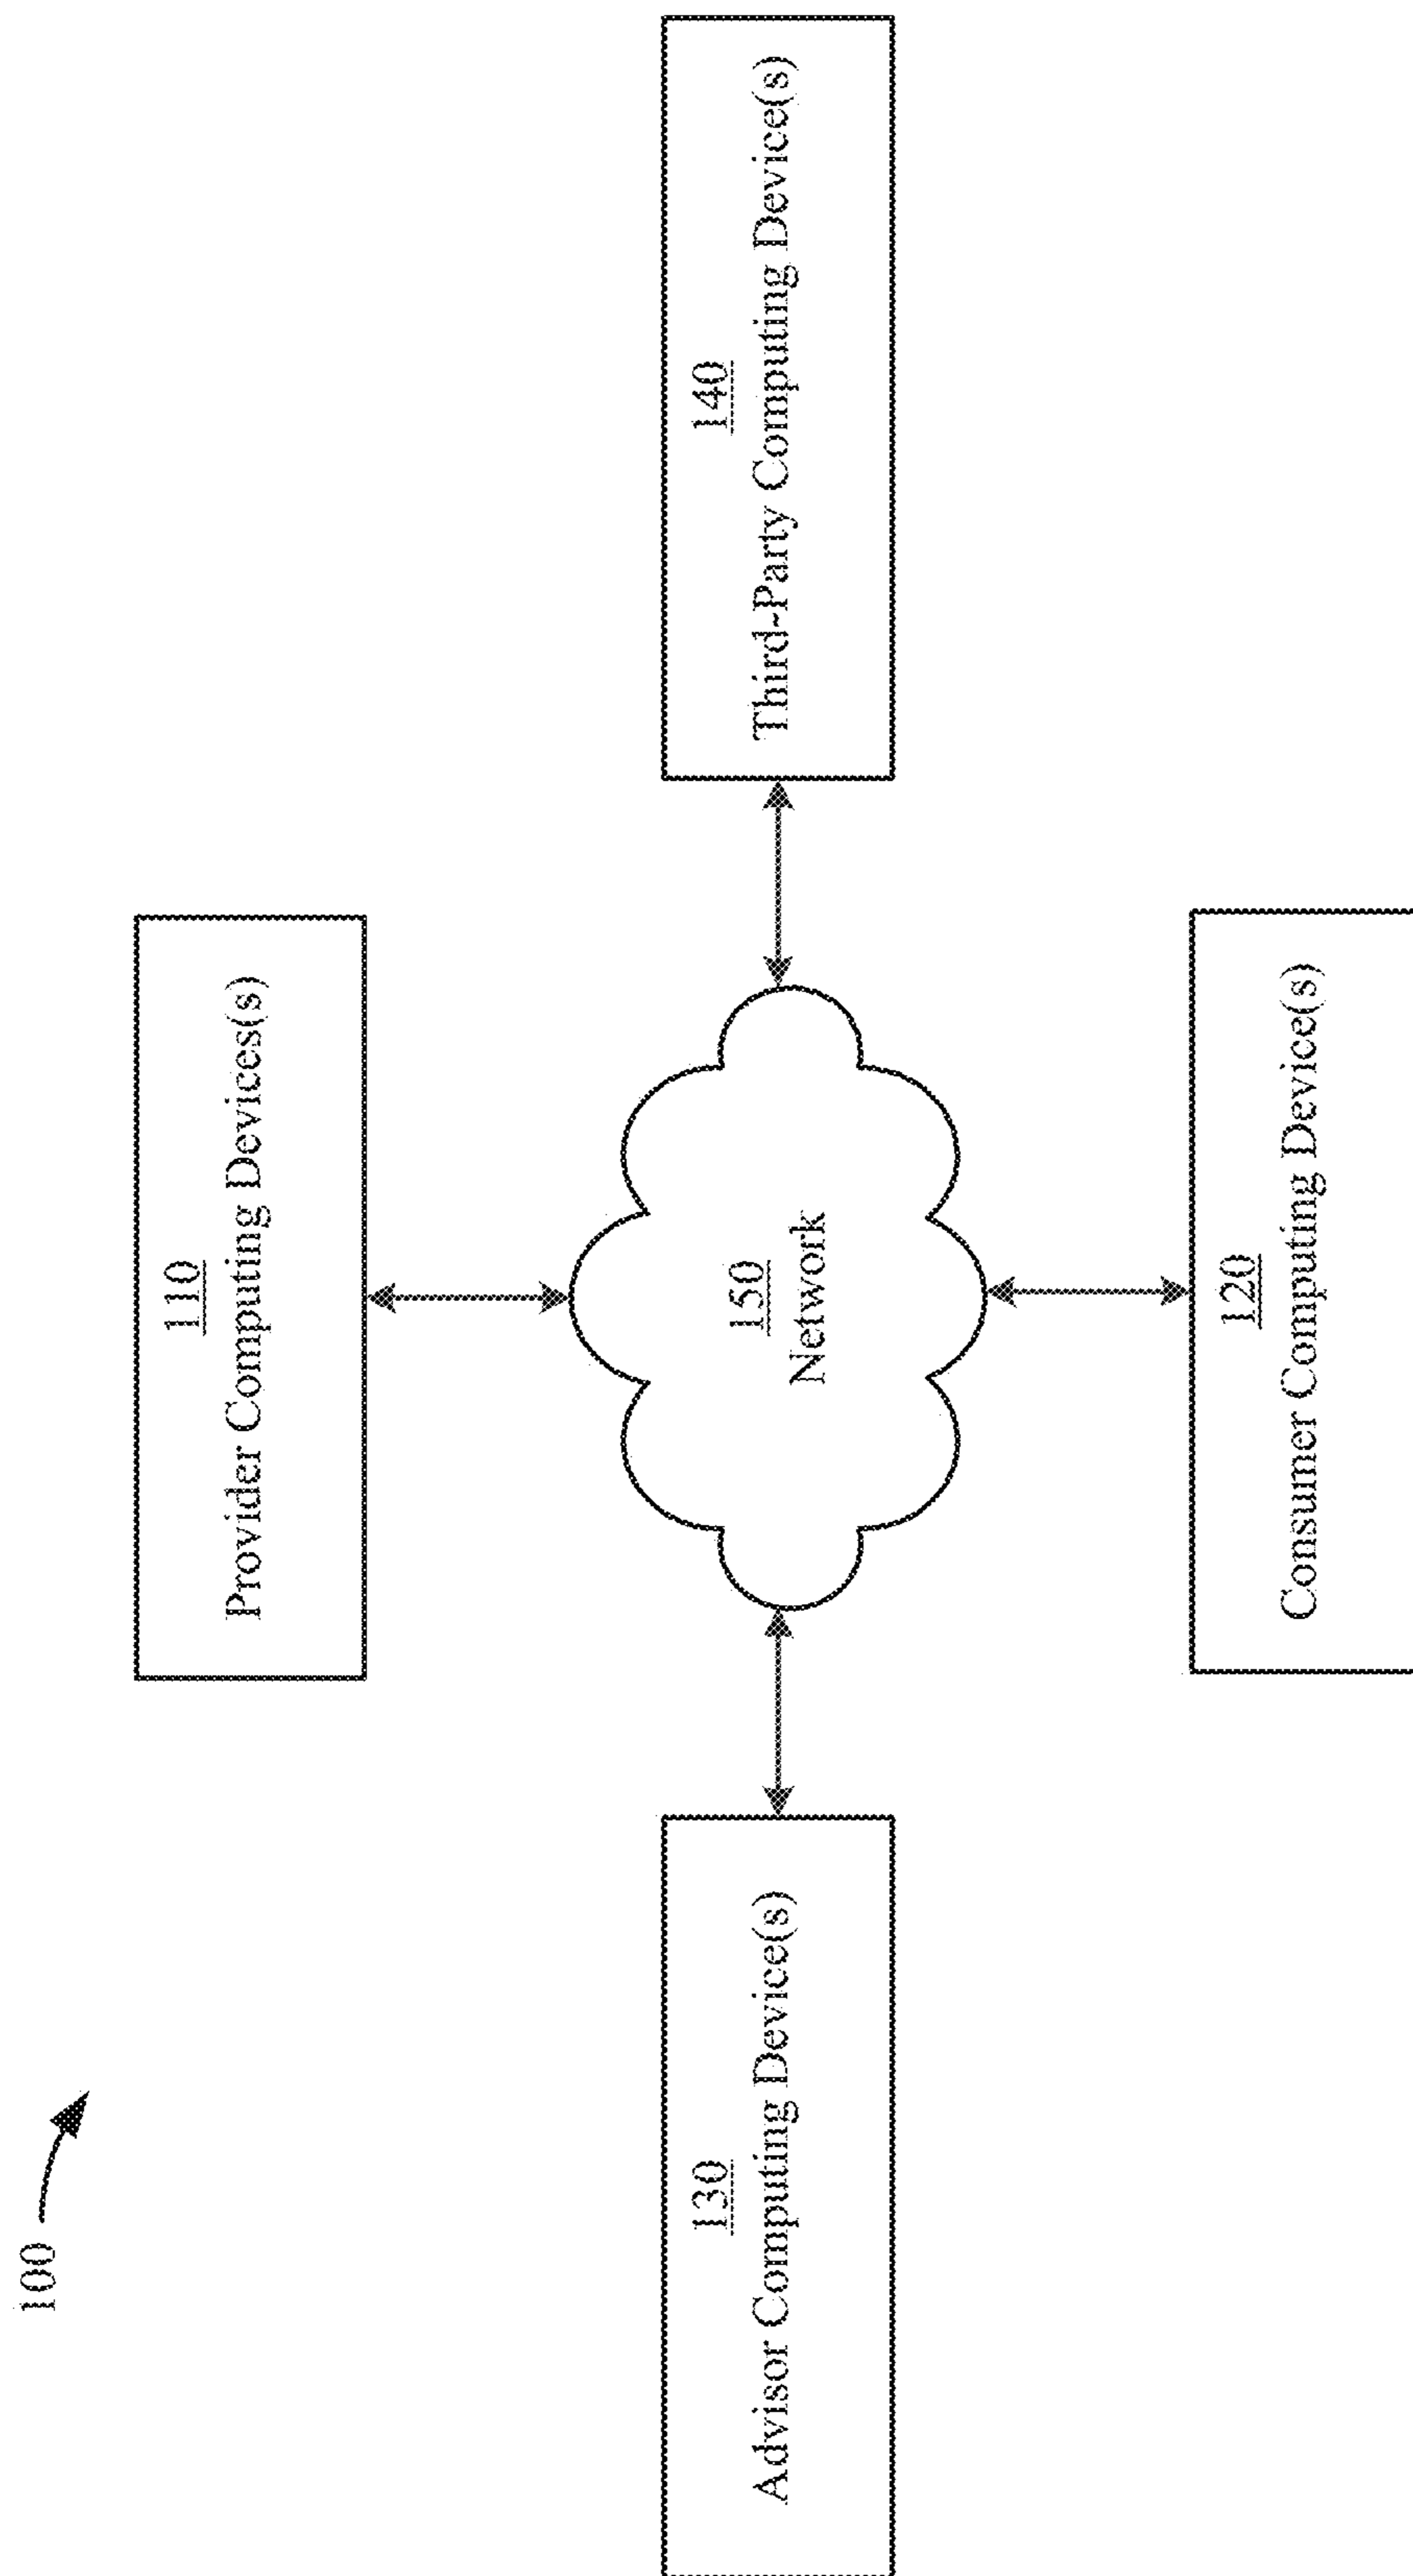 100
110
Provider Computing Devices(s)
130
Advisor Computing Device(s)
150
Network
140
Third-Party Computing Device(s)
120
Consumer Computing Device(s)